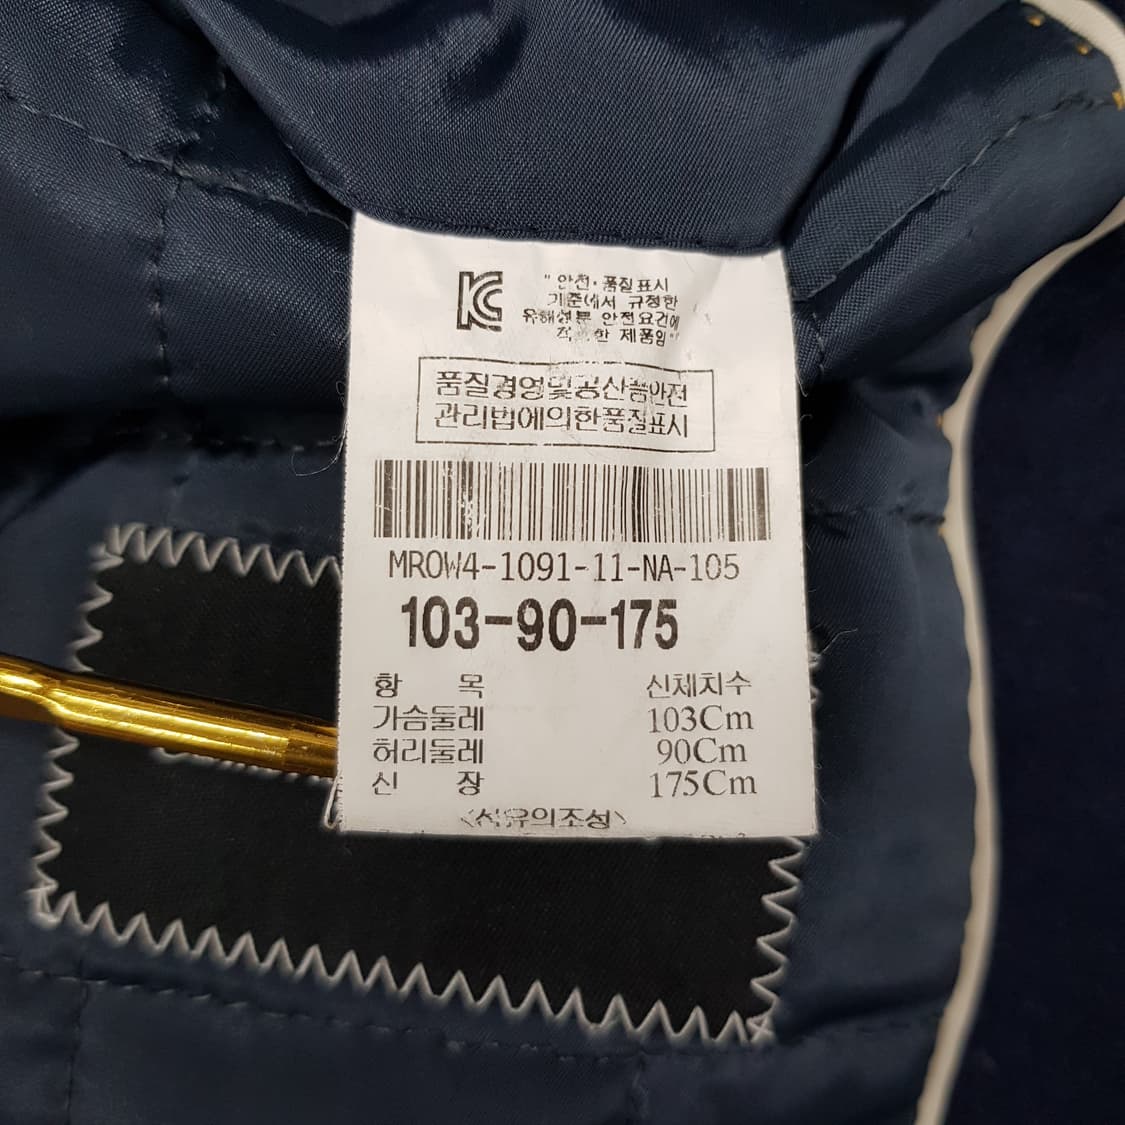 KC
" 안전·품질표시
기준에서 규정한
유해성분 안전요건에
적합한 제품임"
품질경영및공산품안전
관리법에의한품질표시
MROW4-1091-11-NA-105
103-90-175
항 목 신체치수
가슴둘레 103Cm
허리둘레 90Cm
신 장 175Cm
<섬유의조성>